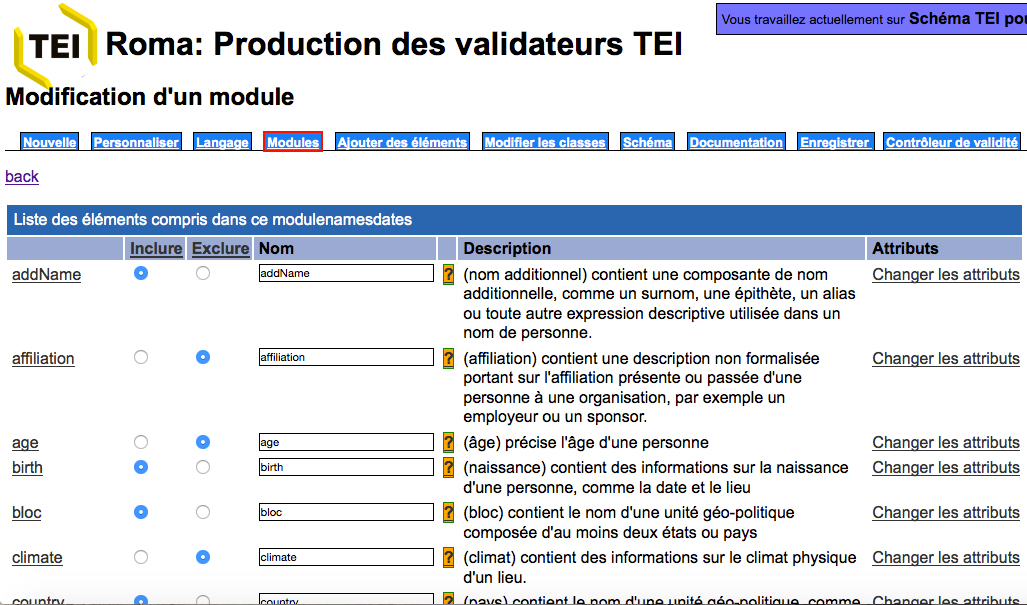 Vous travaillez actuellement sur Schéma TEI pou
TEI Roma: Production des validateurs TEI
Modification d'un module
Nouvelle Personnaliser Langage Modules Ajouter des éléments Modifier les classes Schéma Documentation Enregistrer Contrôleur de validité
back
Liste des éléments compris dans ce modulenamesdates
Inclure Exclure Nom Description Attributs
addName addName ? (nom additionnel) contient une composante de nom Changer les attributs
additionnelle, comme un surnom, une épithète, un alias
ou toute autre expression descriptive utilisée dans un
nom de personne.
affiliation affiliation ? (affiliation) contient une description non formalisée Changer les attributs
portant sur l'affiliation présente ou passée d'une
personne à une organisation, par exemple un
employeur ou un sponsor.
age age ? (âge) précise l'âge d'une personne Changer les attributs
birth birth ? (naissance) contient des informations sur la naissance Changer les attributs
d'une personne, comme la date et le lieu
bloc bloc ? (bloc) contient le nom d'une unité géo-politique Changer les attributs
composée d'au moins deux états ou pays
climate climate ? (climat) contient des informations sur le climat physique Changer les attributs
d'un lieu.
country country ? (pays) contient le nom d'une unité géo-politique, comme Changer les attributs